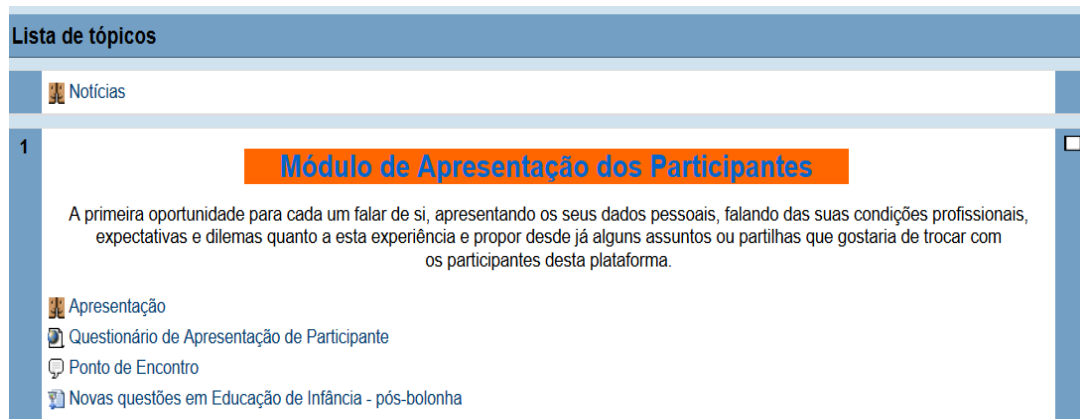 Lista de tópicos
Notícias
1
Módulo de Apresentação dos Participantes
A primeira oportunidade para cada um falar de si, apresentando os seus dados pessoais, falando das suas condições profissionais,
expectativas e dilemas quanto a esta experiência e propor desde já alguns assuntos ou partilhas que gostaria de trocar com
os participantes desta plataforma.
Apresentação
Questionário de Apresentação de Participante
Ponto de Encontro
Novas questões em Educação de Infância - pós-bolonha